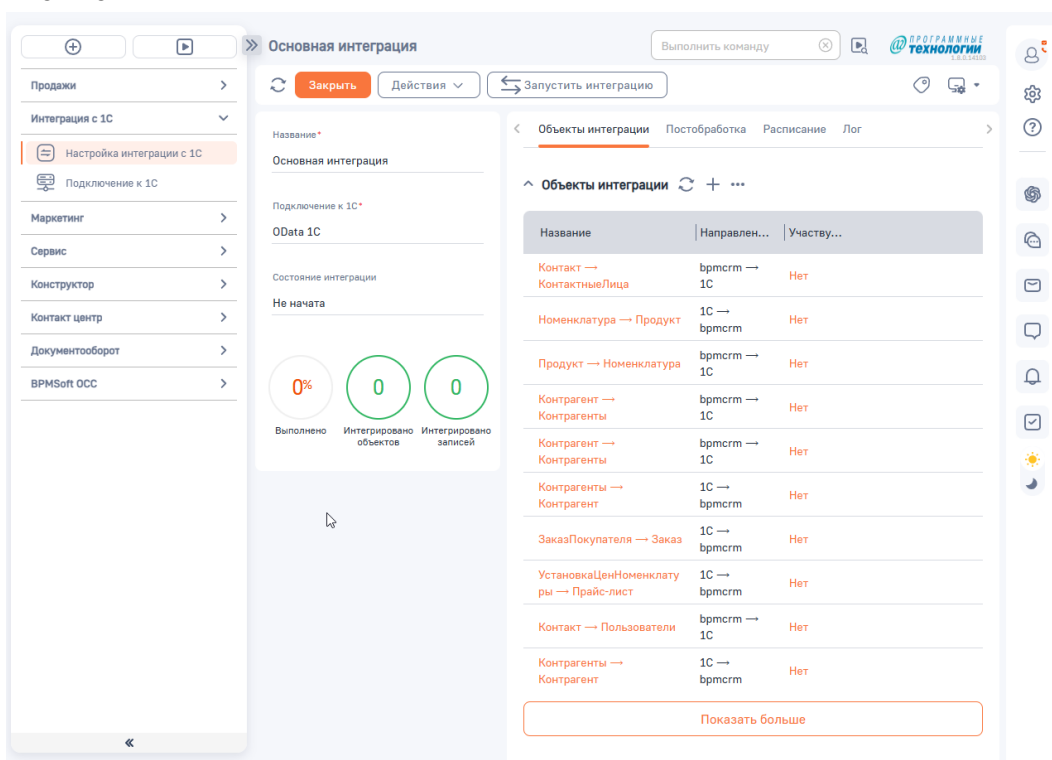 Основная интеграция
Выполнить команду
ПРОГРАММНЫЕ
ТЕХНОЛОГИИ
1.8.0.14103
Продажи
Интеграция с 1С
Настройка интеграции с 1С
Подключение к 1С
Маркетинг
Сервис
Конструктор
Контакт центр
Документооборот
BPMSoft OCC
Закрыть
Действия
Запустить интеграцию
Название*
Основная интеграция
Подключение к 1С*
OData 1C
Состояние интеграции
Не начата
0%
0
0
Выполнено
Интегрировано
объектов
Интегрировано
записей
Объекты интеграции Постобработка Расписание Лог
Объекты интеграции
Название Направлен... Участву...
Контакт → КонтактныеЛица
bpmcrm → 1С
Нет
Номенклатура → Продукт
1С → bpmcrm
Нет
Продукт → Номенклатура
bpmcrm → 1С
Нет
Контрагент → Контрагенты
bpmcrm → 1С
Нет
Контрагент → Контрагенты
bpmcrm → 1С
Нет
Контрагенты → Контрагент
1С → bpmcrm
Нет
ЗаказПокупателя → Заказ
1С → bpmcrm
Нет
УстановкаЦенНоменклату
ры → Прайс-лист
1С → bpmcrm
Нет
Контакт → Пользователи
bpmcrm → 1С
Нет
Контрагенты → Контрагент
1С → bpmcrm
Нет
Показать больше